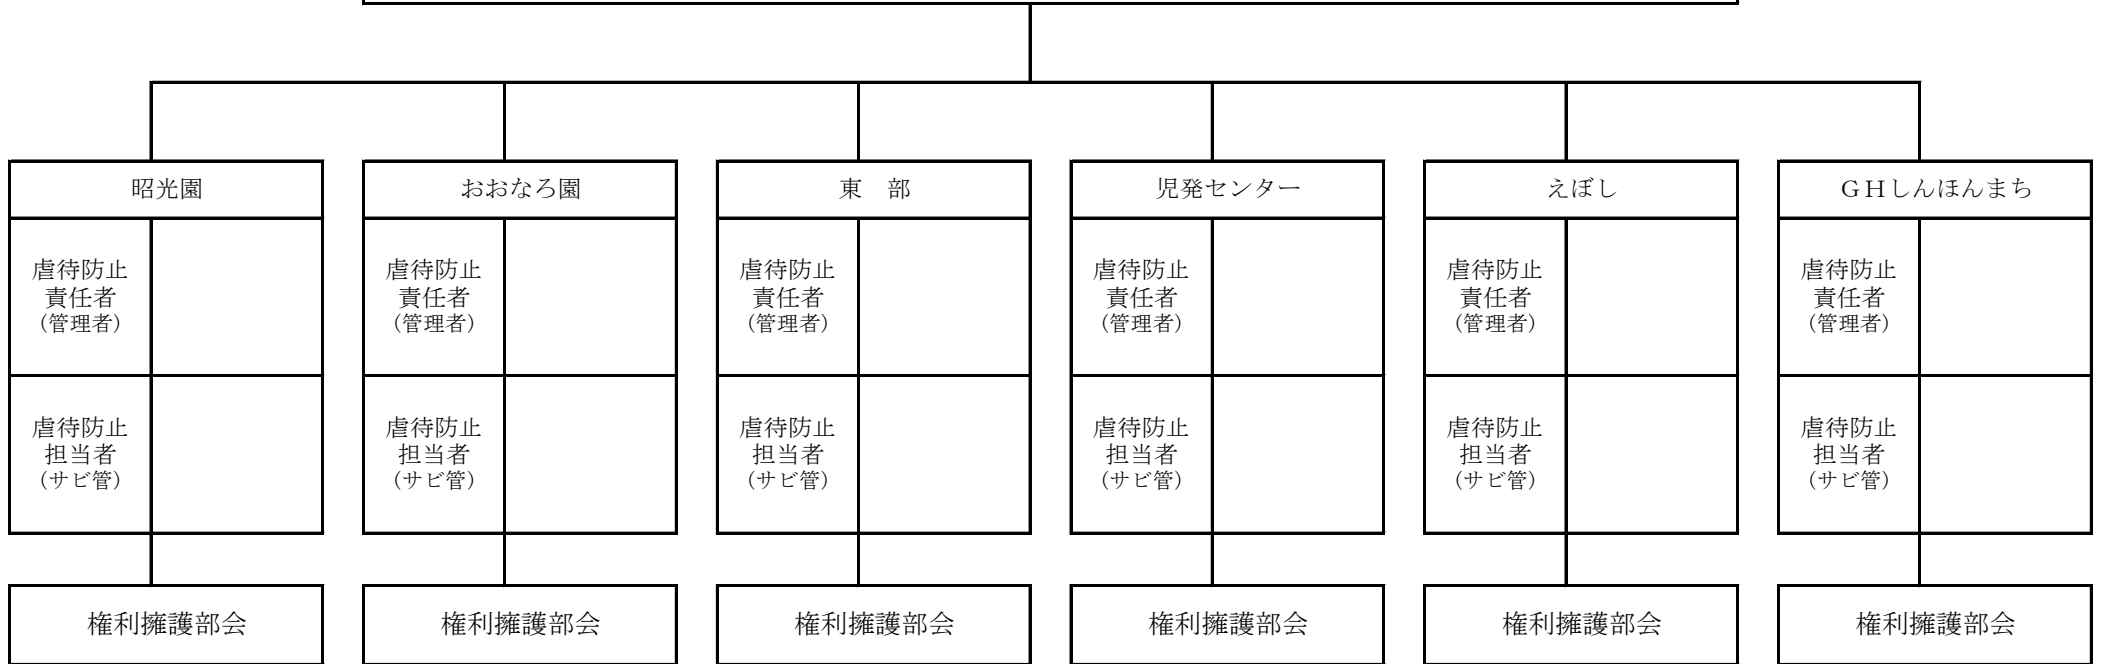 昭光園
おおなろ園
東　部
児発センター
えぼし
ＧＨしんほんまち
虐待防止
責任者
（管理者）
虐待防止
責任者
（管理者）
虐待防止
責任者
（管理者）
虐待防止
責任者
（管理者）
虐待防止
責任者
（管理者）
虐待防止
責任者
（管理者）
虐待防止
担当者
（サビ管）
虐待防止
担当者
（サビ管）
虐待防止
担当者
（サビ管）
虐待防止
担当者
（サビ管）
虐待防止
担当者
（サビ管）
虐待防止
担当者
（サビ管）
権利擁護部会
権利擁護部会
権利擁護部会
権利擁護部会
権利擁護部会
権利擁護部会